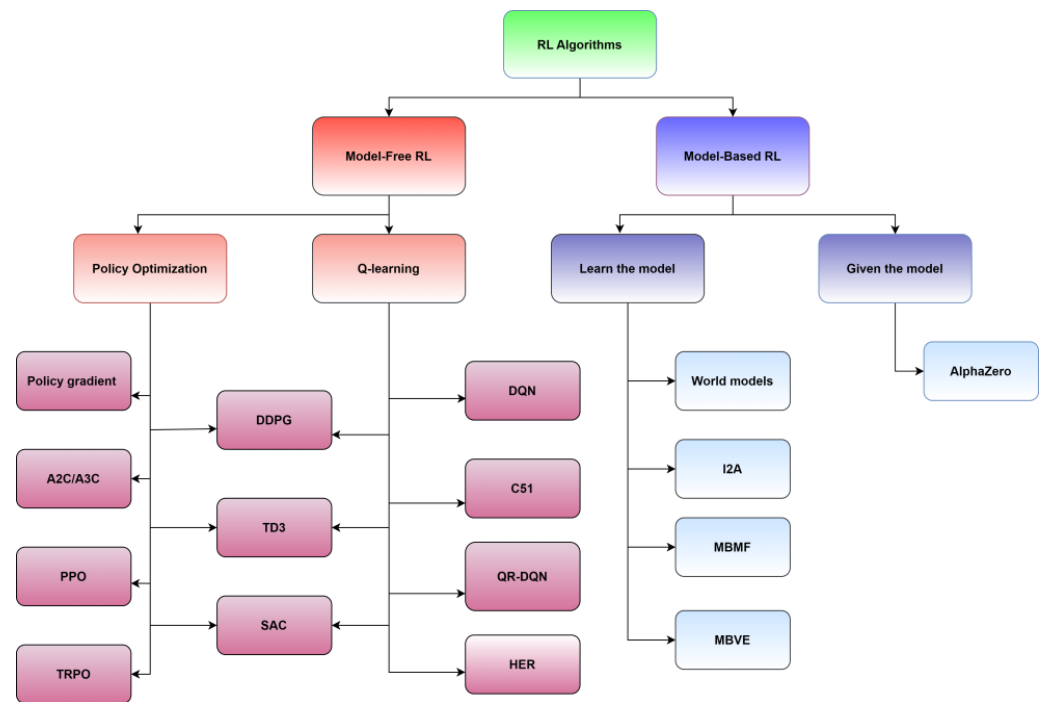 RL Algorithms
Model-Free RL
Model-Based RL
Policy Optimization
Q-learning
Learn the model
Given the model
Policy gradient
DDPG
DQN
World models
AlphaZero
A2C/A3C
TD3
C51
I2A
PPO
SAC
QR-DQN
MBMF
TRPO
HER
MBVE